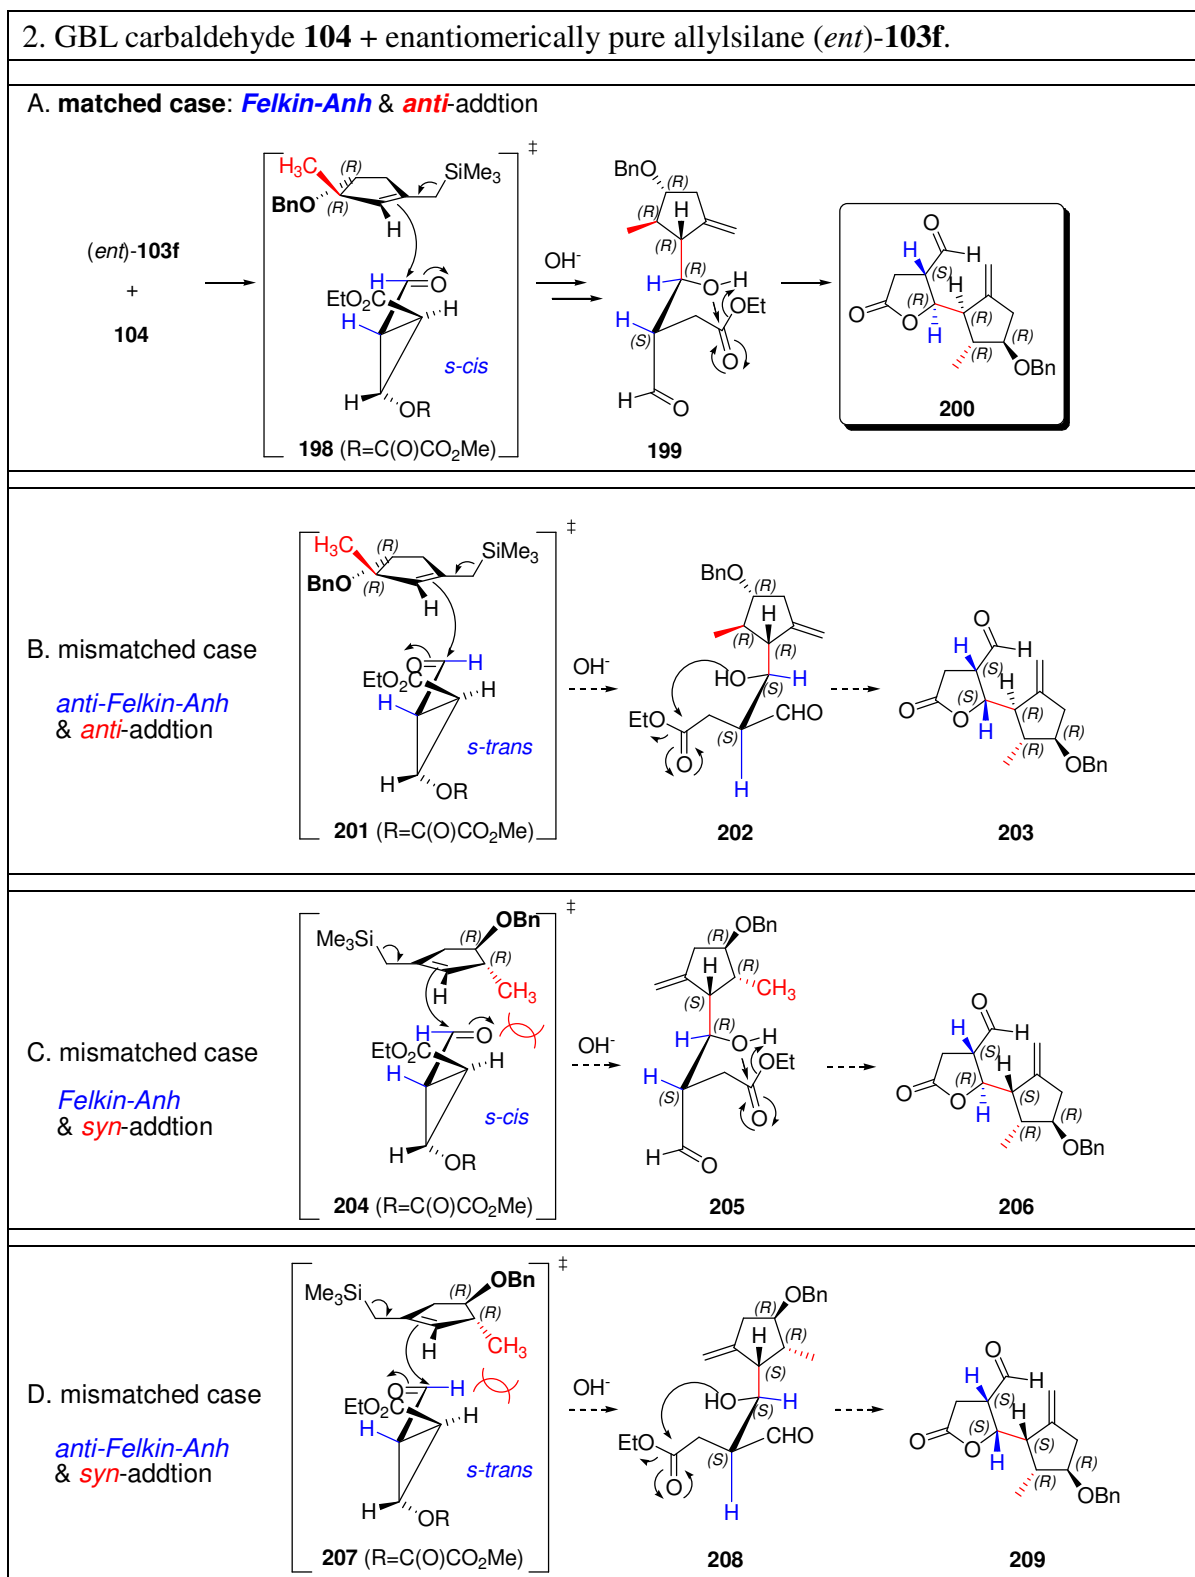 2. GBL carbaldehyde 104 + enantiomerically pure allylsilane (ent)-103f.
A. matched case: Felkin-Anh & anti-addtion
(ent)-103f
+
104
H3C
(R)
SiMe3
BnO
(R)
H
H
O
EtO2C
H
H
s-cis
H
OR
‡
198 (R=C(O)CO2Me)
OH-
BnO
(R)
(R)
H
(R)
H
(R)
O
H
OEt
H
(S)
O
H
O
199
O
H
H
(S)
O
O
(R)
H
H
(R)
(R)
(R)
OBn
200
B. mismatched case
anti-Felkin-Anh
& anti-addtion
H3C
(R)
SiMe3
BnO
(R)
H
O
H
EtO2C
H
H
s-trans
H
OR
‡
201 (R=C(O)CO2Me)
OH-
BnO
(R)
H
(R)
(R)
HO
H
(S)
EtO
CHO
(S)
O
H
202
O
H
H
(S)
H
(S)
O
O
H
(R)
(R)
(R)
OBn
203
C. mismatched case
Felkin-Anh
& syn-addtion
Me3Si
OBn
(R)
(R)
H
CH3
H
O
EtO2C
H
H
s-cis
H
OR
‡
204 (R=C(O)CO2Me)
OH-
OBn
(R)
H
(R)
CH3
(S)
H
(R)
O
H
OEt
H
(S)
O
H
O
205
O
H
H
(S)
H
(R)
O
O
H
(S)
(R)
(R)
OBn
206
D. mismatched case
anti-Felkin-Anh
& syn-addtion
Me3Si
OBn
(R)
(R)
H
CH3
O
H
EtO2C
H
H
s-trans
H
OR
‡
207 (R=C(O)CO2Me)
OH-
OBn
(R)
H
(R)
(S)
HO
H
(S)
EtO
CHO
(S)
O
H
208
O
H
H
(S)
H
(S)
O
O
H
(S)
(R)
(R)
OBn
209